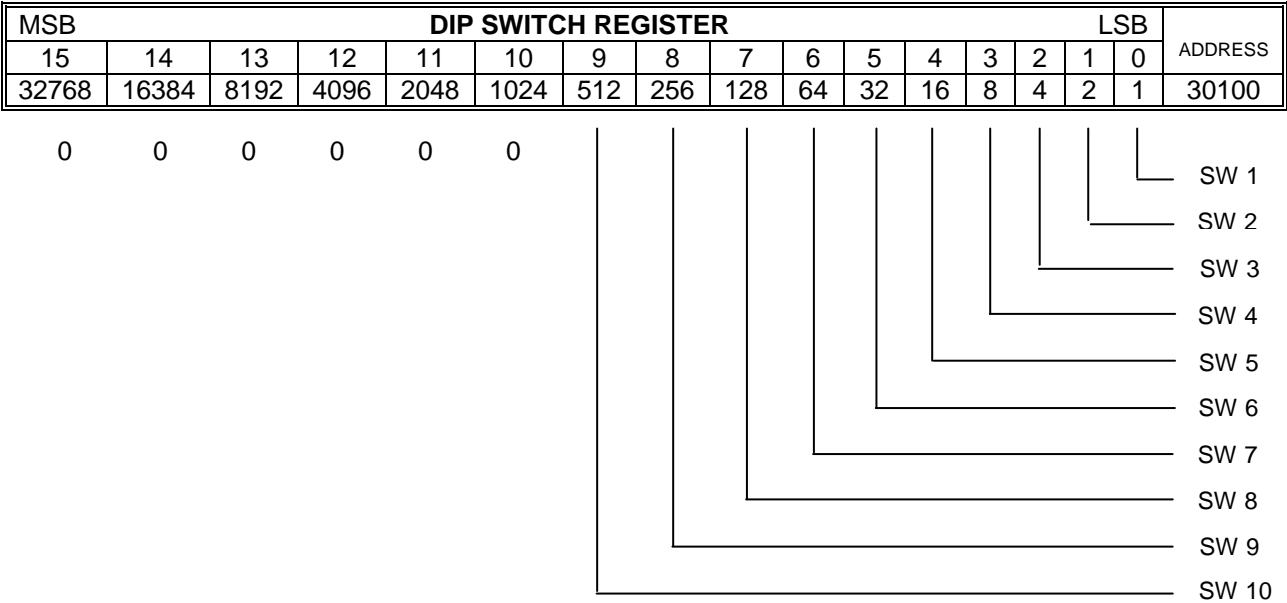 MSB DIP SWITCH REGISTER LSB ADDRESS
15 14 13 12 11 10 9 8 7 6 5 4 3 2 1 0
32768 16384 8192 4096 2048 1024 512 256 128 64 32 16 8 4 2 1 30100
0 0 0 0 0 0
SW 1
SW 2
SW 3
SW 4
SW 5
SW 6
SW 7
SW 8
SW 9
SW 10